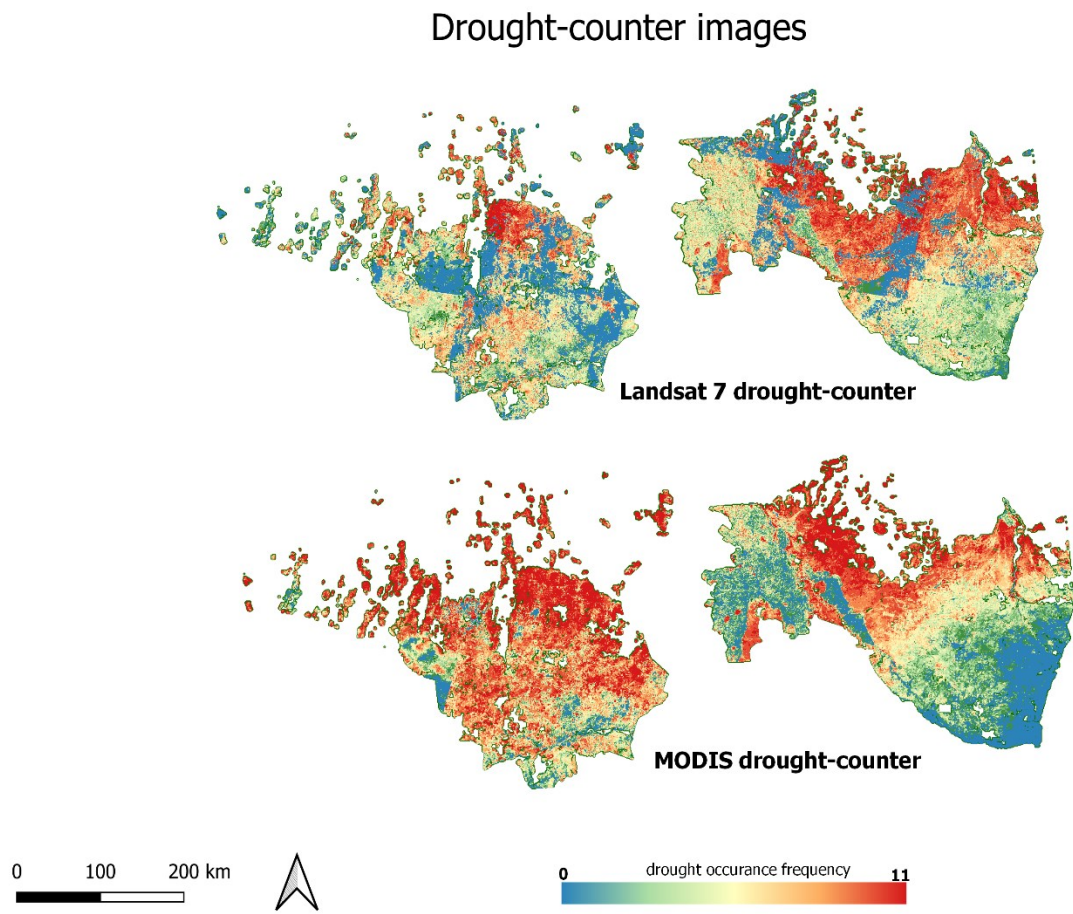 Drought-counter images
Landsat 7 drought-counter
MODIS drought-counter
0 100 200 km
0 drought occurance frequency 11